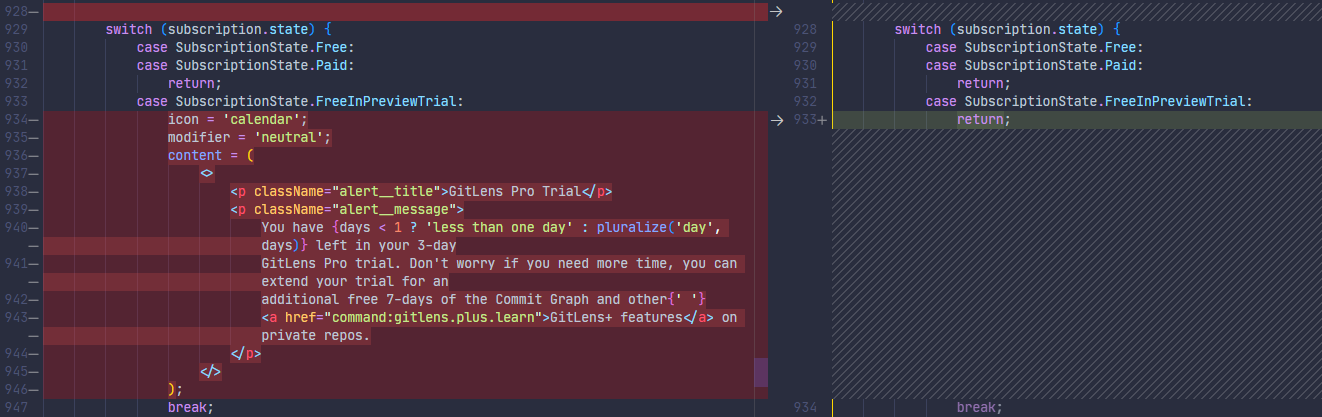 928—
929— switch (subscription.state) {
930 case SubscriptionState.Free:
931 case SubscriptionState.Paid:
932 return;
933 case SubscriptionState.FreeInPreviewTrial:
934— icon = 'calendar';
935— modifier = 'neutral';
936— content = (
937— <>
938— <p className="alert__title">GitLens Pro Trial</p>
939— <p className="alert__message">
940— You have {days < 1 ? 'less than one day' : pluralize('day',
— days)} left in your 3-day
941— GitLens Pro trial. Don't worry if you need more time, you can
— extend your trial for an
942— additional free 7-days of the Commit Graph and other{' '}
943— <a href="command:gitlens.plus.learn">GitLens+ features</a> on
— private repos.
944— </p>
945— </>
946— );
947 break;
928 switch (subscription.state) {
929 case SubscriptionState.Free:
930 case SubscriptionState.Paid:
931 return;
932 case SubscriptionState.FreeInPreviewTrial:
933+ return;
934 break;